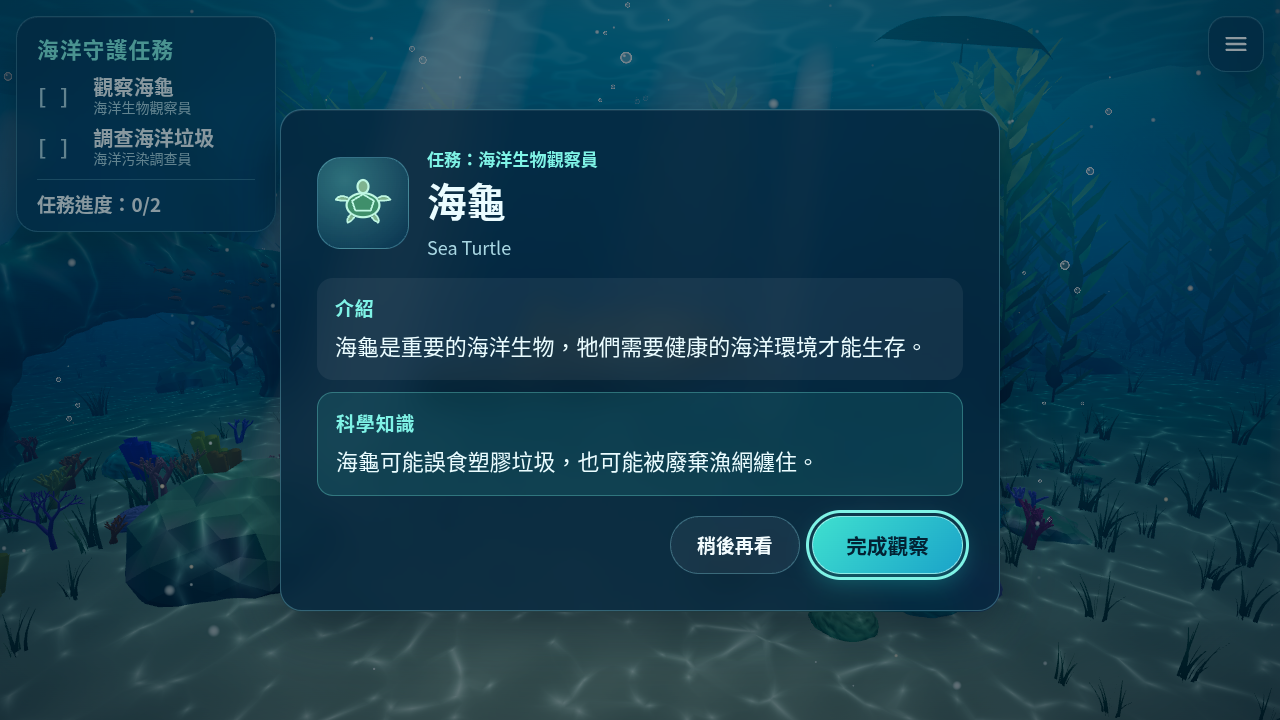 海洋守護任務
[ ] 觀察海龜
海洋生物觀察員
[ ] 調查海洋垃圾
海洋污染調查員
任務進度：0/2
任務：海洋生物觀察員
海龜
Sea Turtle
介紹
海龜是重要的海洋生物，牠們需要健康的海洋環境才能生存。
科學知識
海龜可能誤食塑膠垃圾，也可能被廢棄漁網纏住。
稍後再看
完成觀察